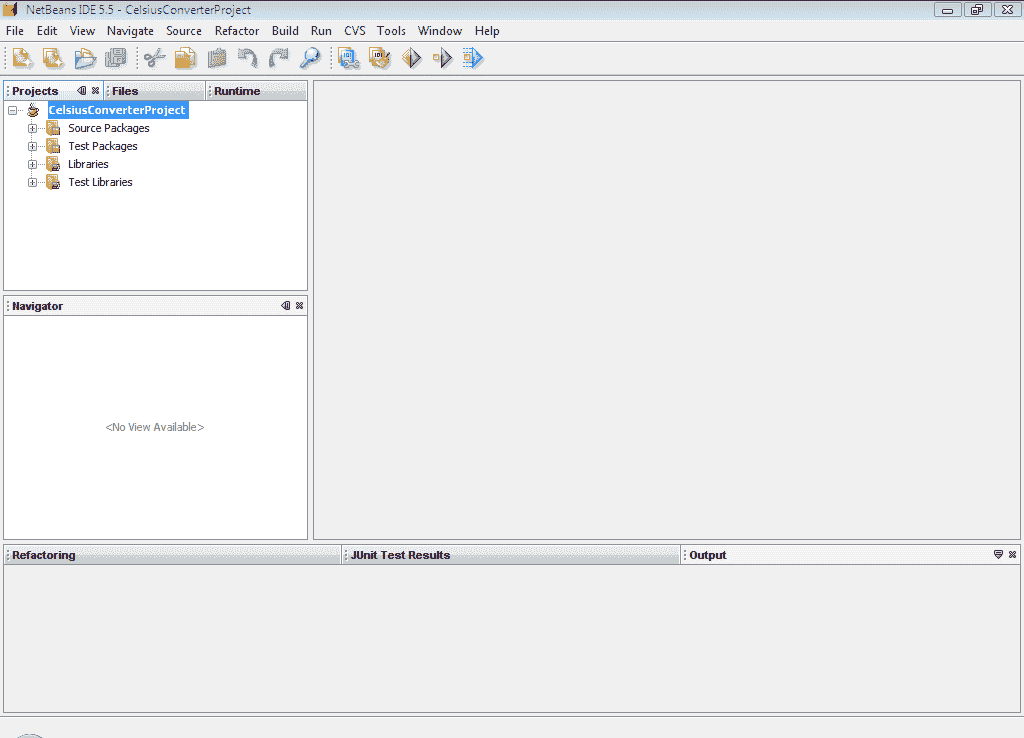 NetBeans IDE 5.5 - CelsiusConverterProject
File Edit View Navigate Source Refactor Build Run CVS Tools Window Help
Projects Files Runtime
CelsiusConverterProject
Source Packages
Test Packages
Libraries
Test Libraries
Navigator
<No View Available>
Refactoring JUnit Test Results Output